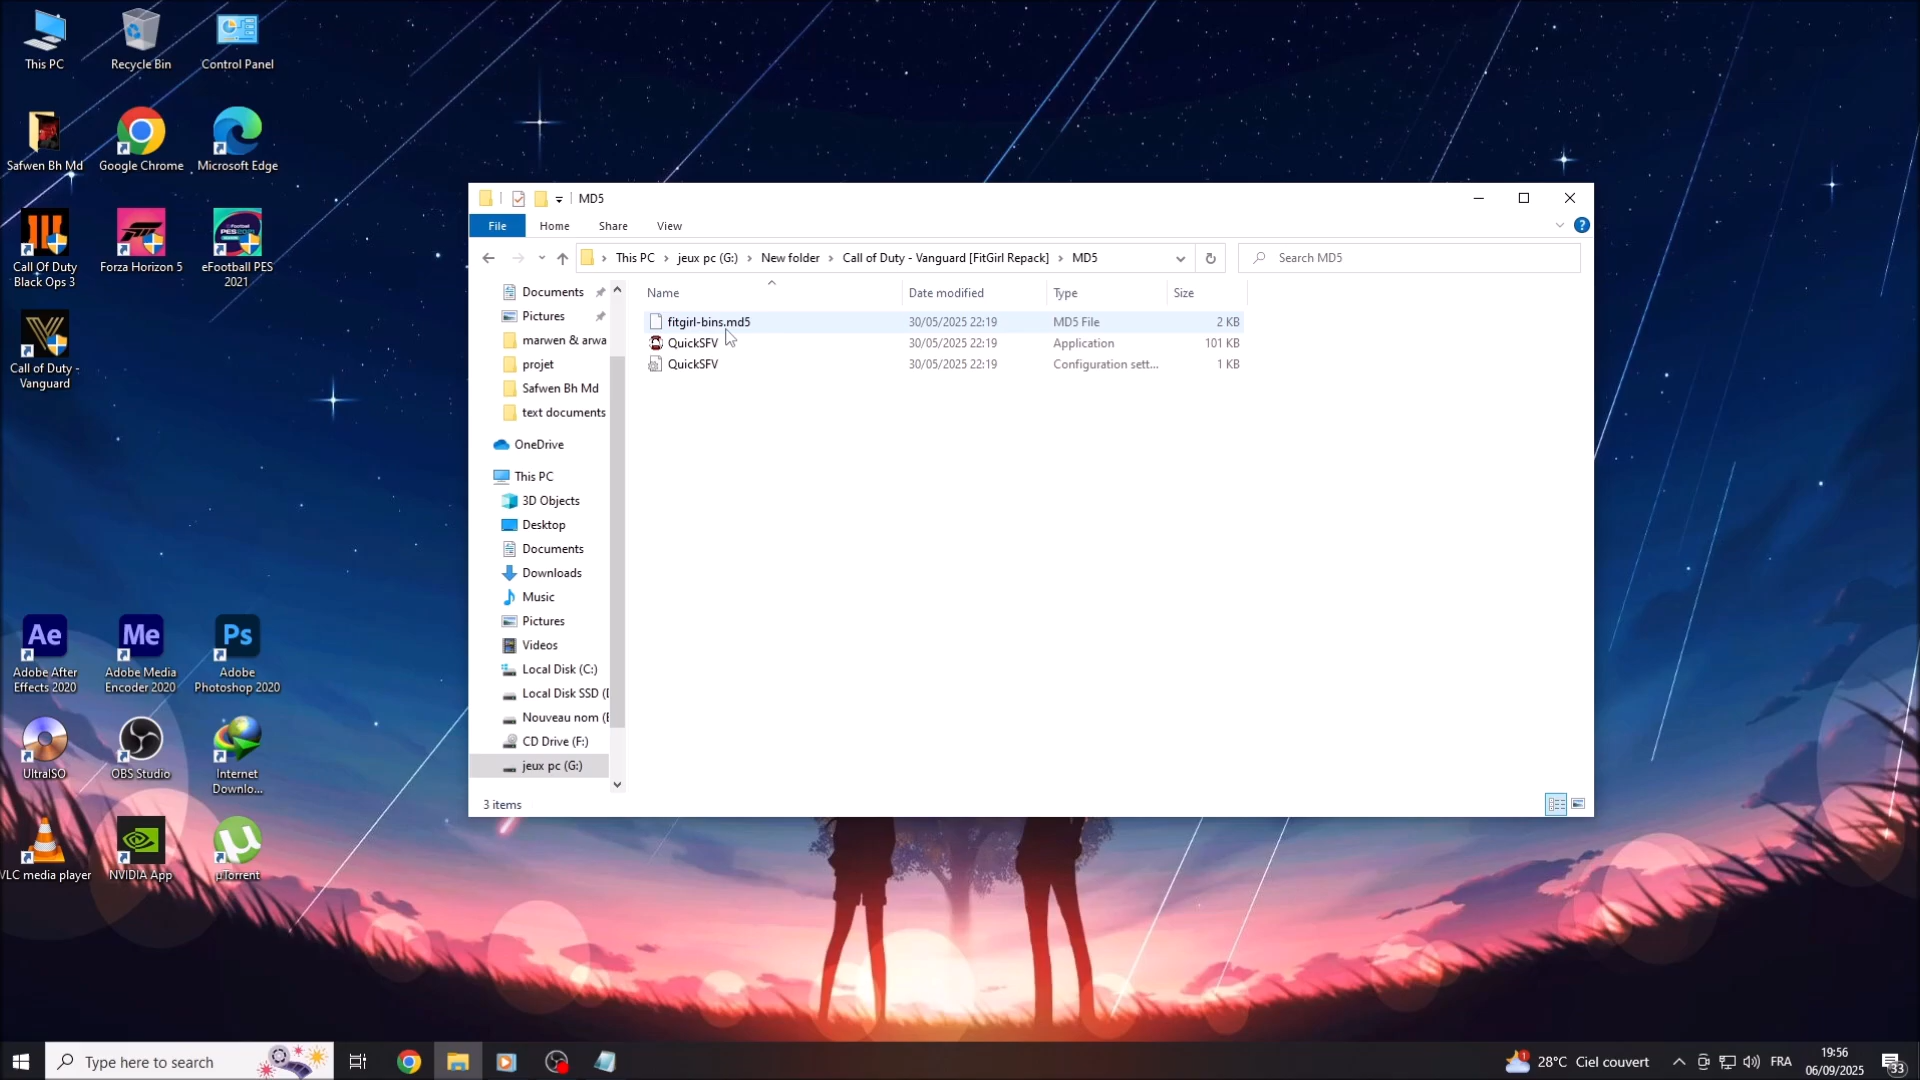 This PC
Recycle Bin
Control Panel
Safwen Bh Md
Google Chrome
Microsoft Edge
Call Of Duty
Black Ops 3
Forza Horizon 5
eFootball PES
2021
Call of Duty -
Vanguard
Ae
Adobe After
Effects 2020
Me
Adobe Media
Encoder 2020
Ps
Adobe
Photoshop 2020
UltraISO
OBS Studio
Internet
Downlo...
VLC media player
NVIDIA App
µTorrent
MD5
File
Home
Share
View
This PC
jeux pc (G:)
New folder
Call of Duty - Vanguard [FitGirl Repack]
MD5
Search MD5
Documents
Pictures
marwen & arwa
projet
Safwen Bh Md
text documents
OneDrive
This PC
3D Objects
Desktop
Documents
Downloads
Music
Pictures
Videos
Local Disk (C:)
Local Disk SSD (
Nouveau nom (
CD Drive (F:)
jeux pc (G:)
Name
Date modified
Type
Size
fitgirl-bins.md5
30/05/2025 22:19
MD5 File
2 KB
QuickSFV
30/05/2025 22:19
Application
101 KB
QuickSFV
30/05/2025 22:19
Configuration sett...
1 KB
3 items
Type here to search
28°C Ciel couvert
FRA
19:56
06/09/2025
33